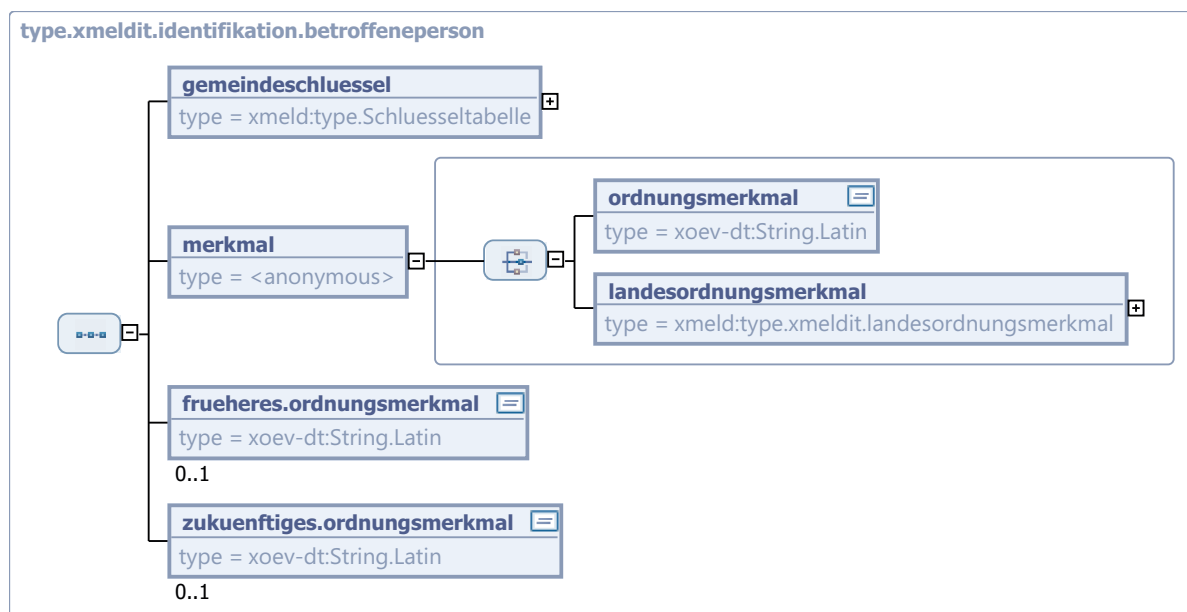 type.xmeldit.identifikation.betroffeneperson
gemeindeschluessel
type = xmeld:type.Schluesseltabelle
merkmal
type = <anonymous>
ordnungsmerkmal
type = xoev-dt:String.Latin
landesordnungsmerkmal
type = xmeld:type.xmeldit.landesordnungsmerkmal
frueheres.ordnungsmerkmal
type = xoev-dt:String.Latin
0..1
zukuenftiges.ordnungsmerkmal
type = xoev-dt:String.Latin
0..1